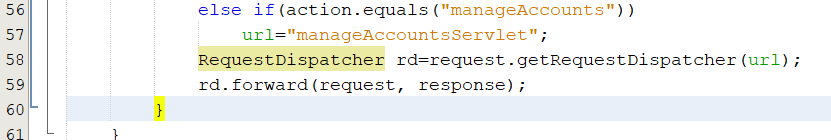 56 else if(action.equals("manageAccounts"))
57 url="manageAccountsServlet";
58 RequestDispatcher rd=request.getRequestDispatcher(url);
59 rd.forward(request, response);
60 }
61 }